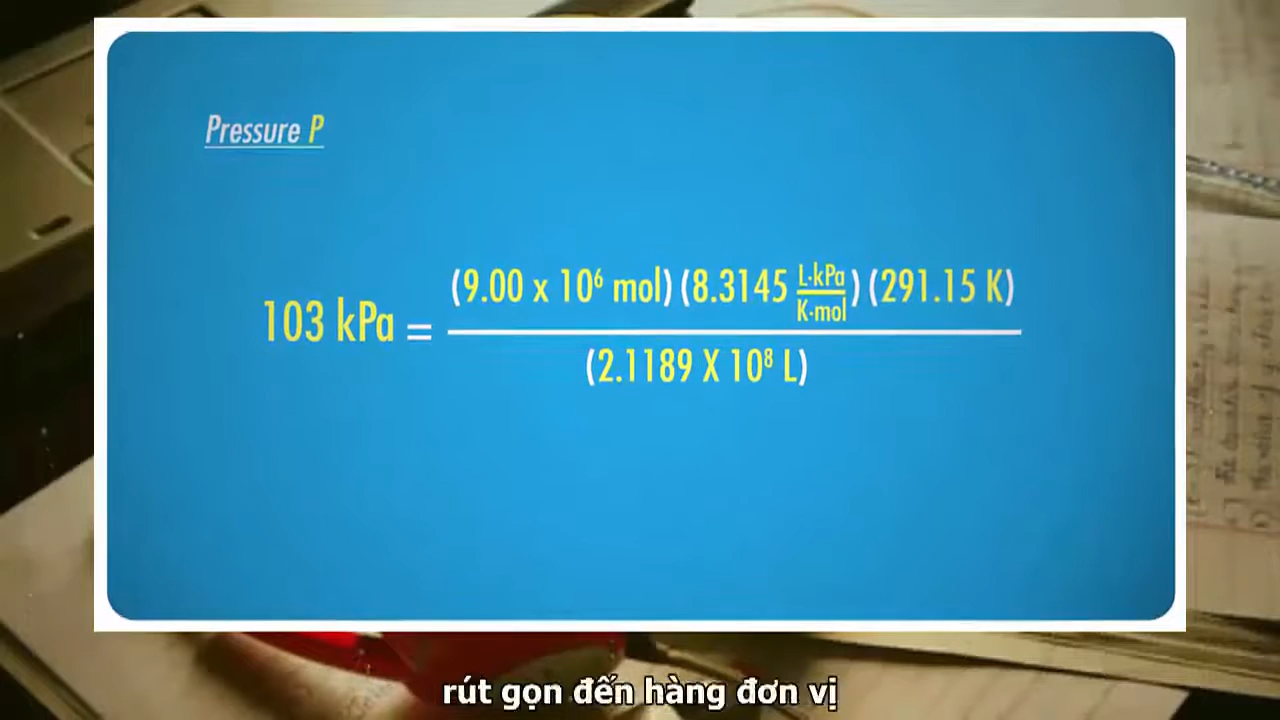 Pressure P
103 kPa = (9.00 x 10⁶ mol) (8.3145 L·kPa/K·mol) (291.15 K)
(2.1189 X 10⁸ L)
rút gọn đến hàng đơn vị